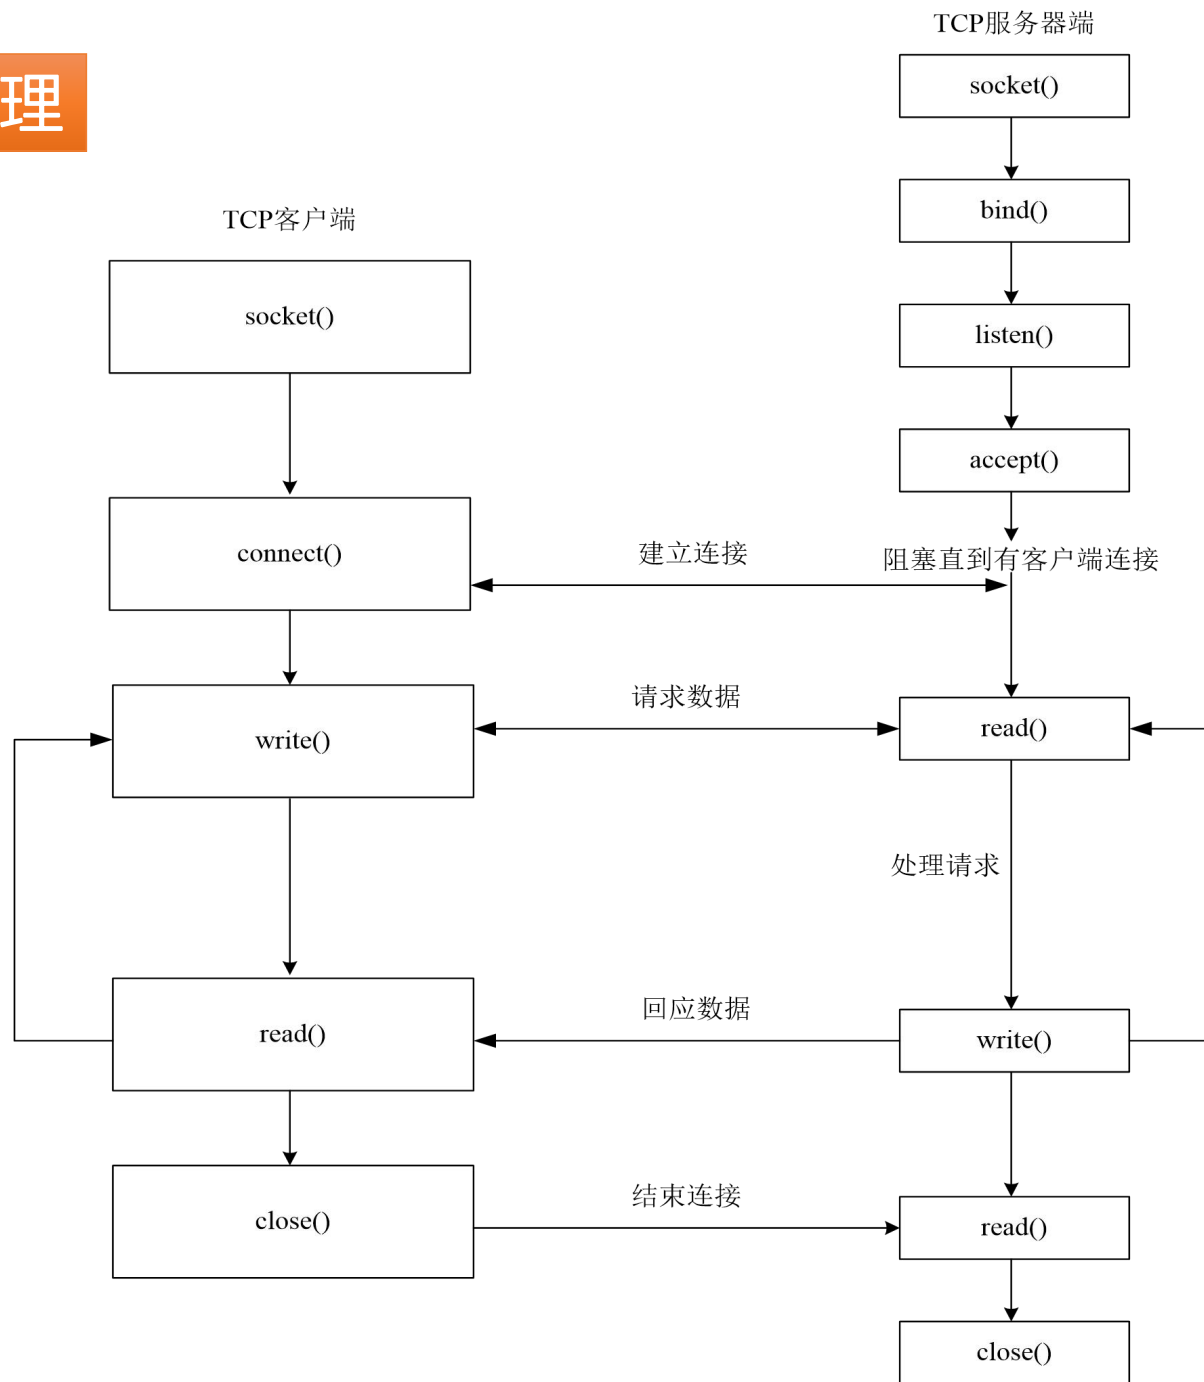 TCP服务器端
socket()
理
bind()
TCP客户端
socket()
listen()
accept()
connect()
建立连接
阻塞直到有客户端连接
write()
请求数据
read()
处理请求
read()
回应数据
write()
close()
结束连接
read()
close()